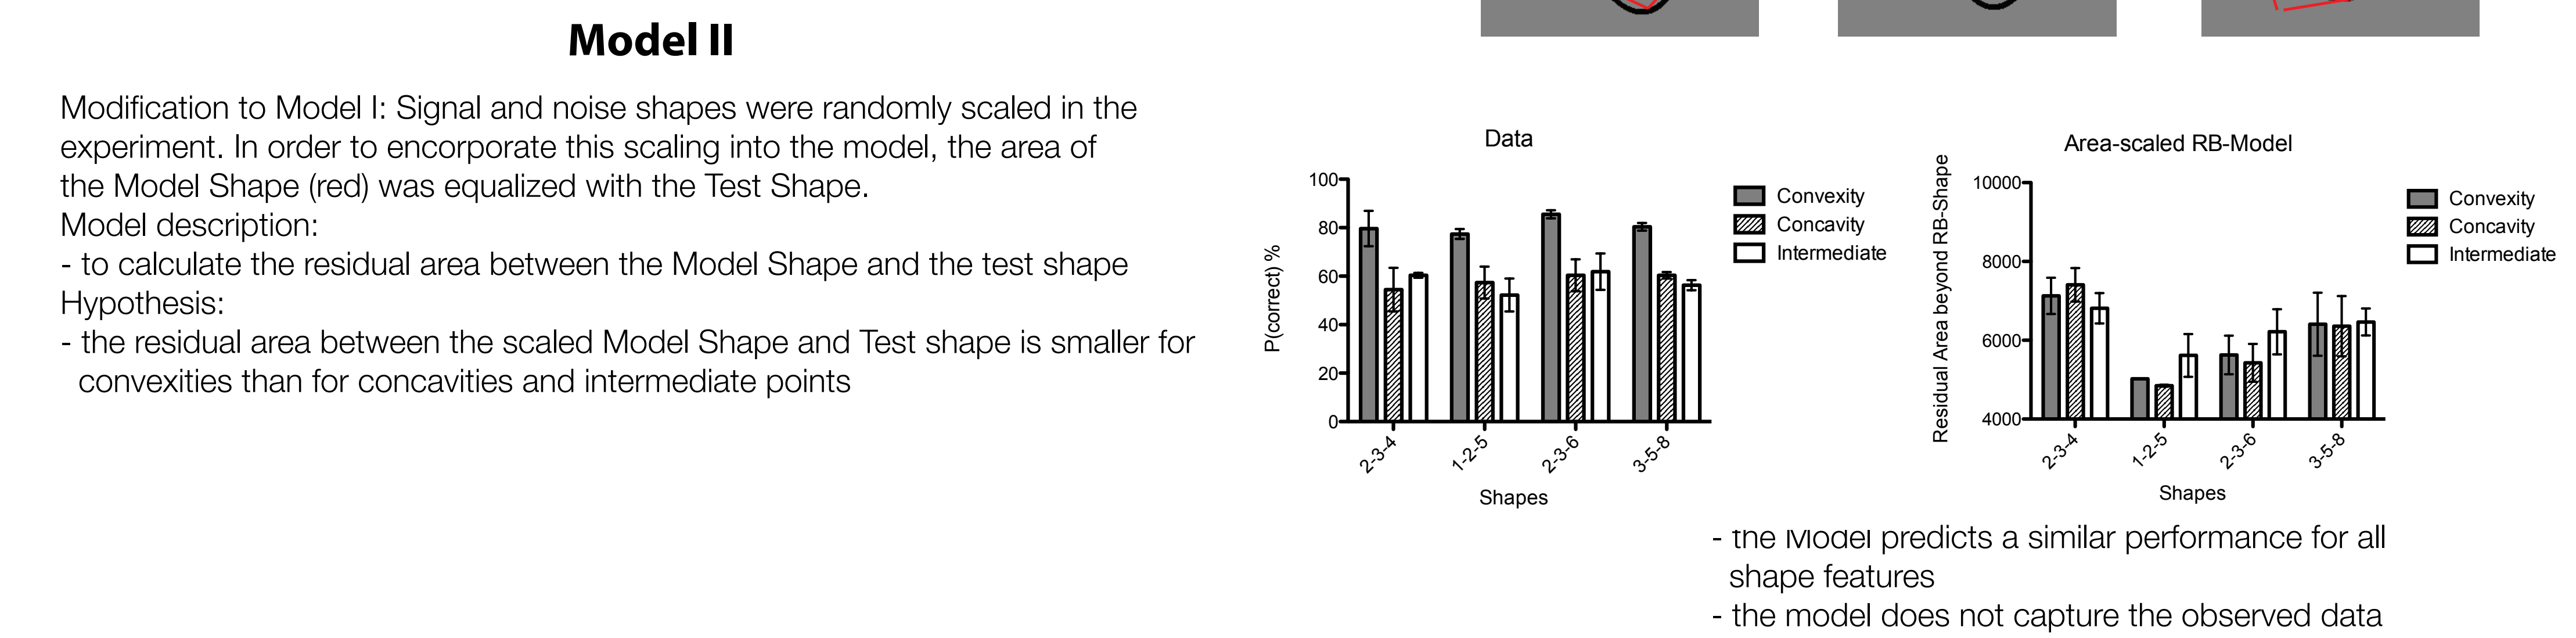 Model II
Modification to Model I: Signal and noise shapes were randomly scaled in the
experiment. In order to encorporate this scaling into the model, the area of
the Model Shape (red) was equalized with the Test Shape.
Model description:
- to calculate the residual area between the Model Shape and the test shape
Hypothesis:
- the residual area between the scaled Model Shape and Test shape is smaller for
convexities than for concavities and intermediate points
Data
P(correct) %
100
80
60
40
20
0
2-3-4
1-2-5
2-3-6
3-5-8
Shapes
Convexity
Concavity
Intermediate
Area-scaled RB-Model
Residual Area beyond RB-Shape
10000
8000
6000
4000
2-3-4
1-2-5
2-3-6
3-5-8
Shapes
Convexity
Concavity
Intermediate
- the Model predicts a similar performance for all
shape features
- the model does not capture the observed data